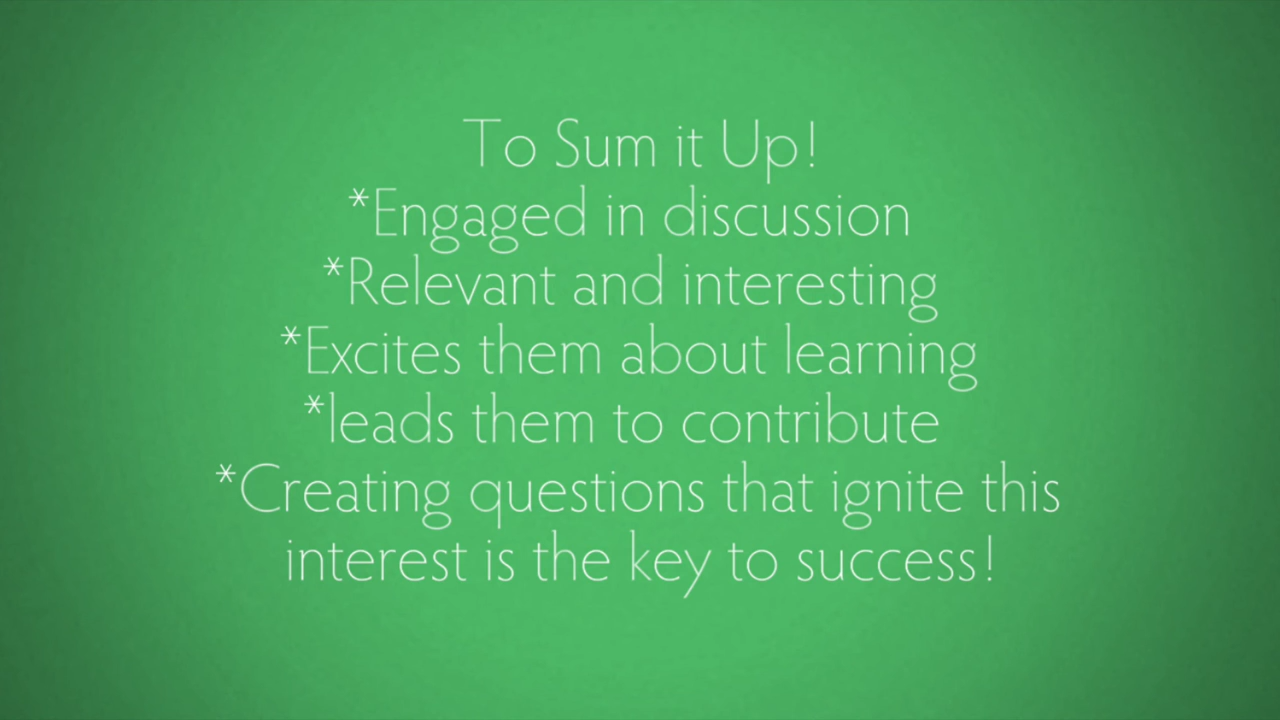 To Sum it Up!
*Engaged in discussion
*Relevant and interesting
*Excites them about learning
*leads them to contribute
*Creating questions that ignite this
interest is the key to success!